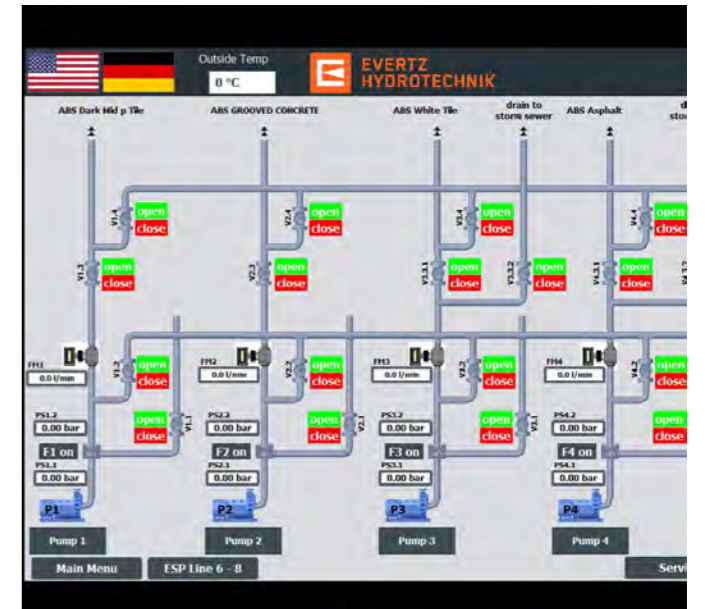 Outside Temp
0 °C
EVERTZ
HYDROTECHNIK
ABS Dark Mid µ Tile
ABS GROOVED CONCRETE
ABS White Tile
drain to
storm sewer
ABS Asphalt
V1.4
open
close
V2.4
open
close
V3.4
open
close
V4.4
open
close
V1.3
open
close
V2.3
open
close
V3.3.1
open
close
V3.3.2
open
close
V4.3.1
open
close
FM1
0.0 l/min
V1.2
open
close
FM2
0.0 l/min
V2.2
open
close
FM3
0.0 l/min
V3.2
open
close
FM4
0.0 l/min
V4.2
open
close
PS1.2
0.00 bar
open
close
V1.1
PS2.2
0.00 bar
open
close
V2.1
PS3.2
0.00 bar
open
close
V3.1
PS4.2
0.00 bar
open
close
F1 on
F2 on
F3 on
F4 on
PS1.1
0.00 bar
PS2.1
0.00 bar
PS3.1
0.00 bar
PS4.1
0.00 bar
P1
P2
P3
P4
Pump 1
Pump 2
Pump 3
Pump 4
Main Menu
ESP Line 6 - 8